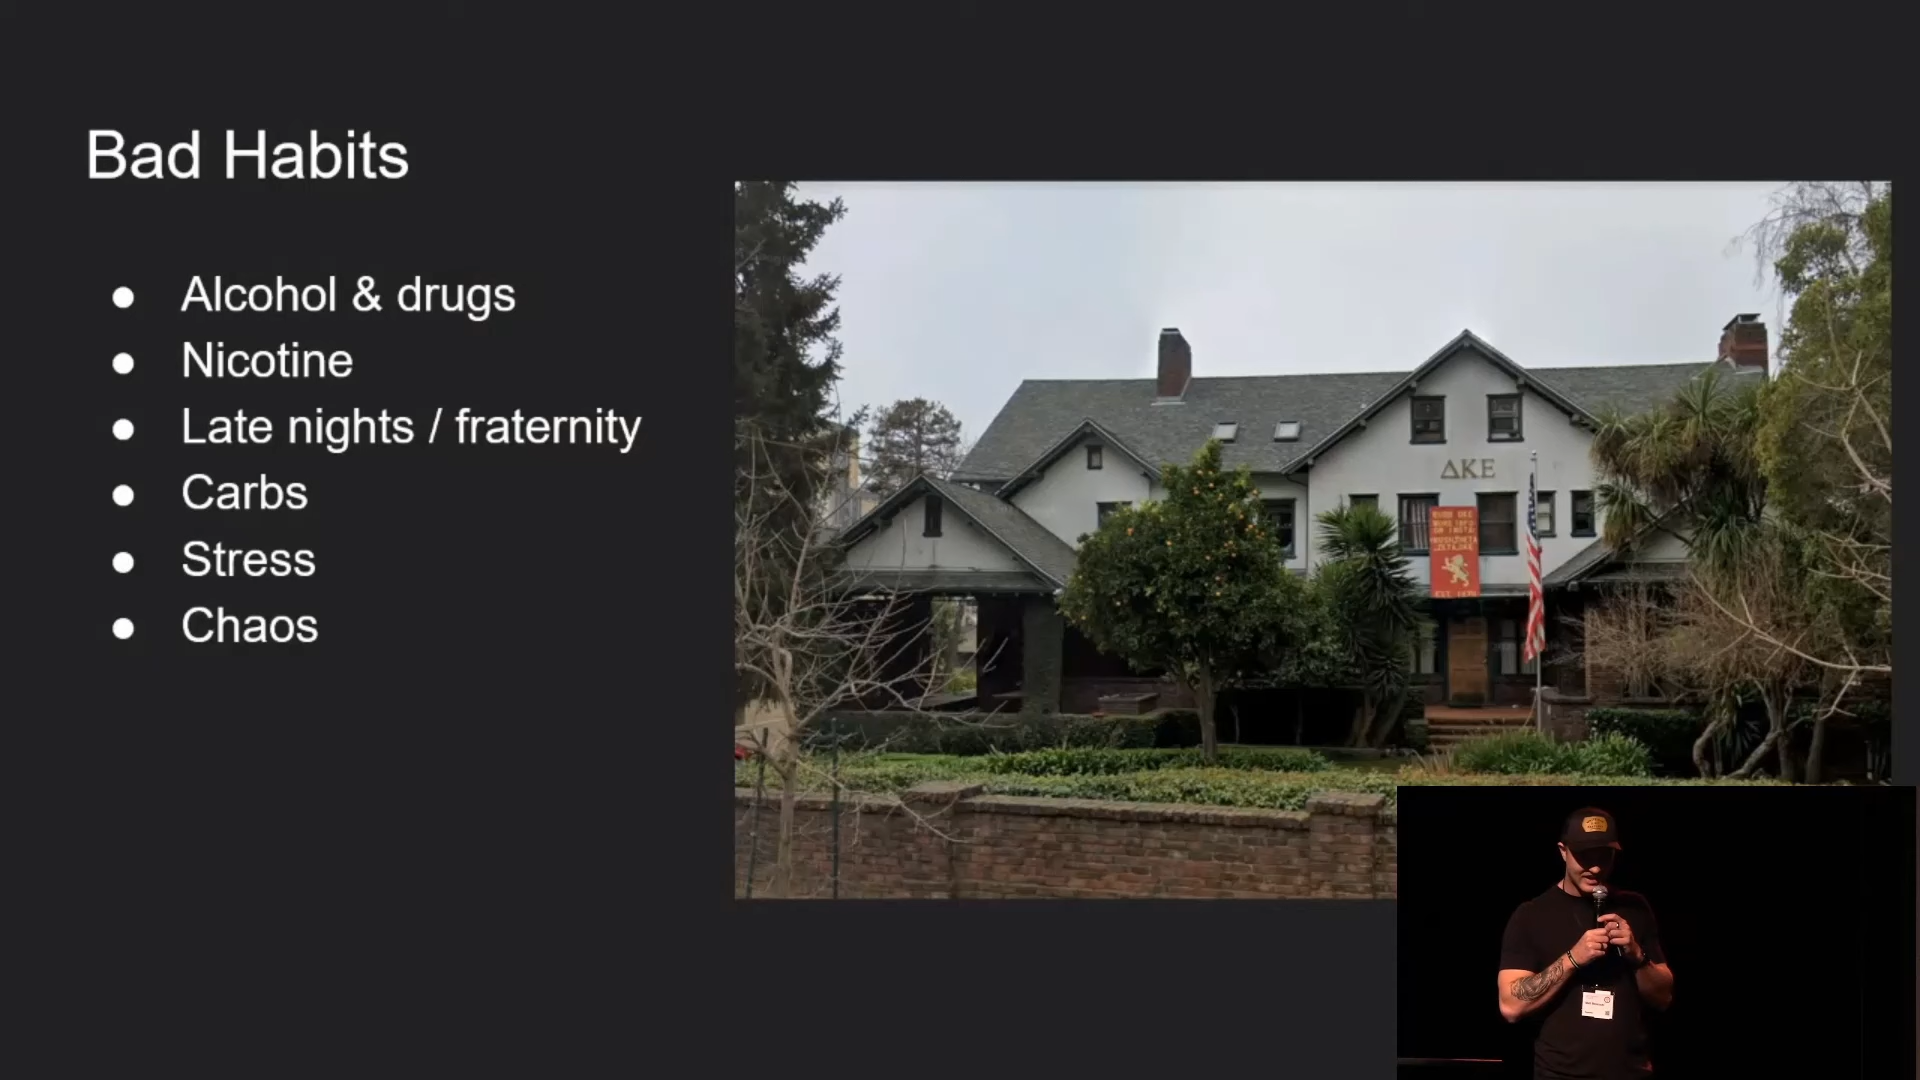 Bad Habits
● Alcohol & drugs
● Nicotine
● Late nights / fraternity
● Carbs
● Stress
● Chaos
ΔΚΕ